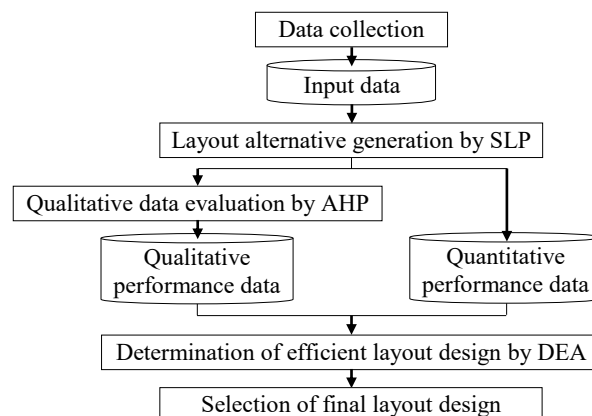 Data collection
Input data
Layout alternative generation by SLP
Qualitative data evaluation by AHP
Qualitative
performance data
Quantitative
performance data
Determination of efficient layout design by DEA
Selection of final layout design